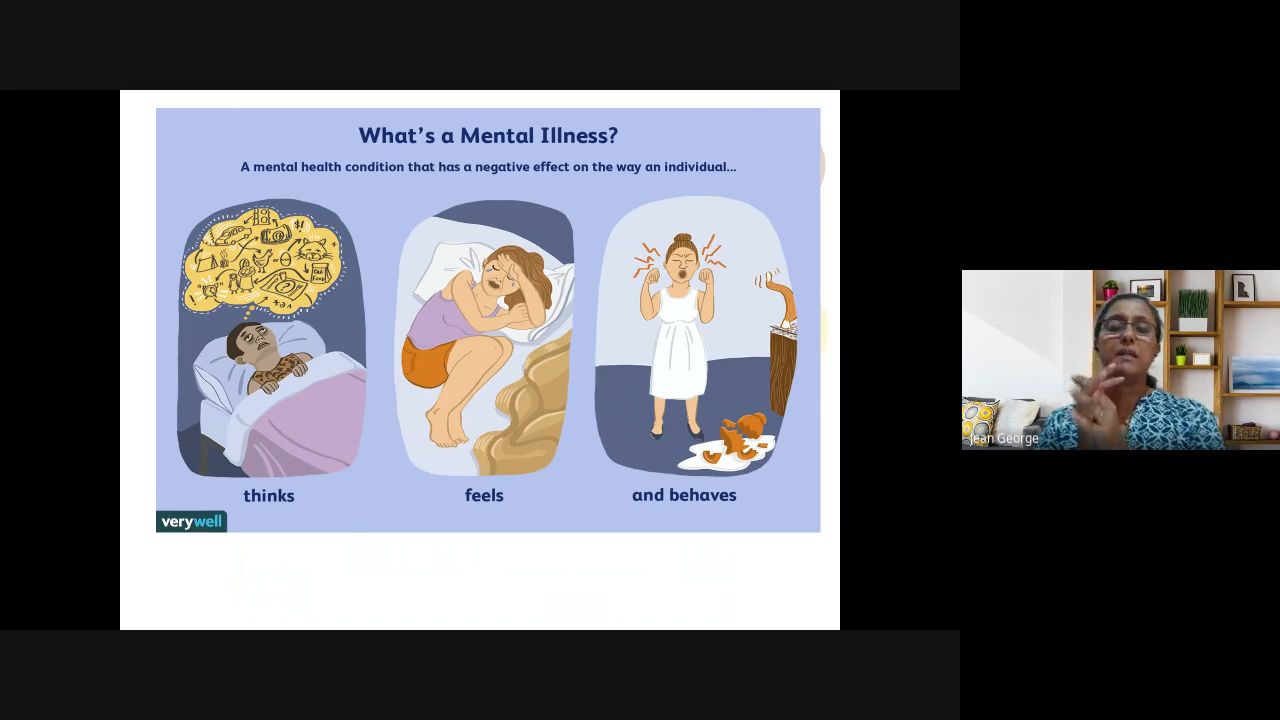 What's a Mental Illness?
A mental health condition that has a negative effect on the way an individual...
thinks
feels
and behaves
verywell
Jean George